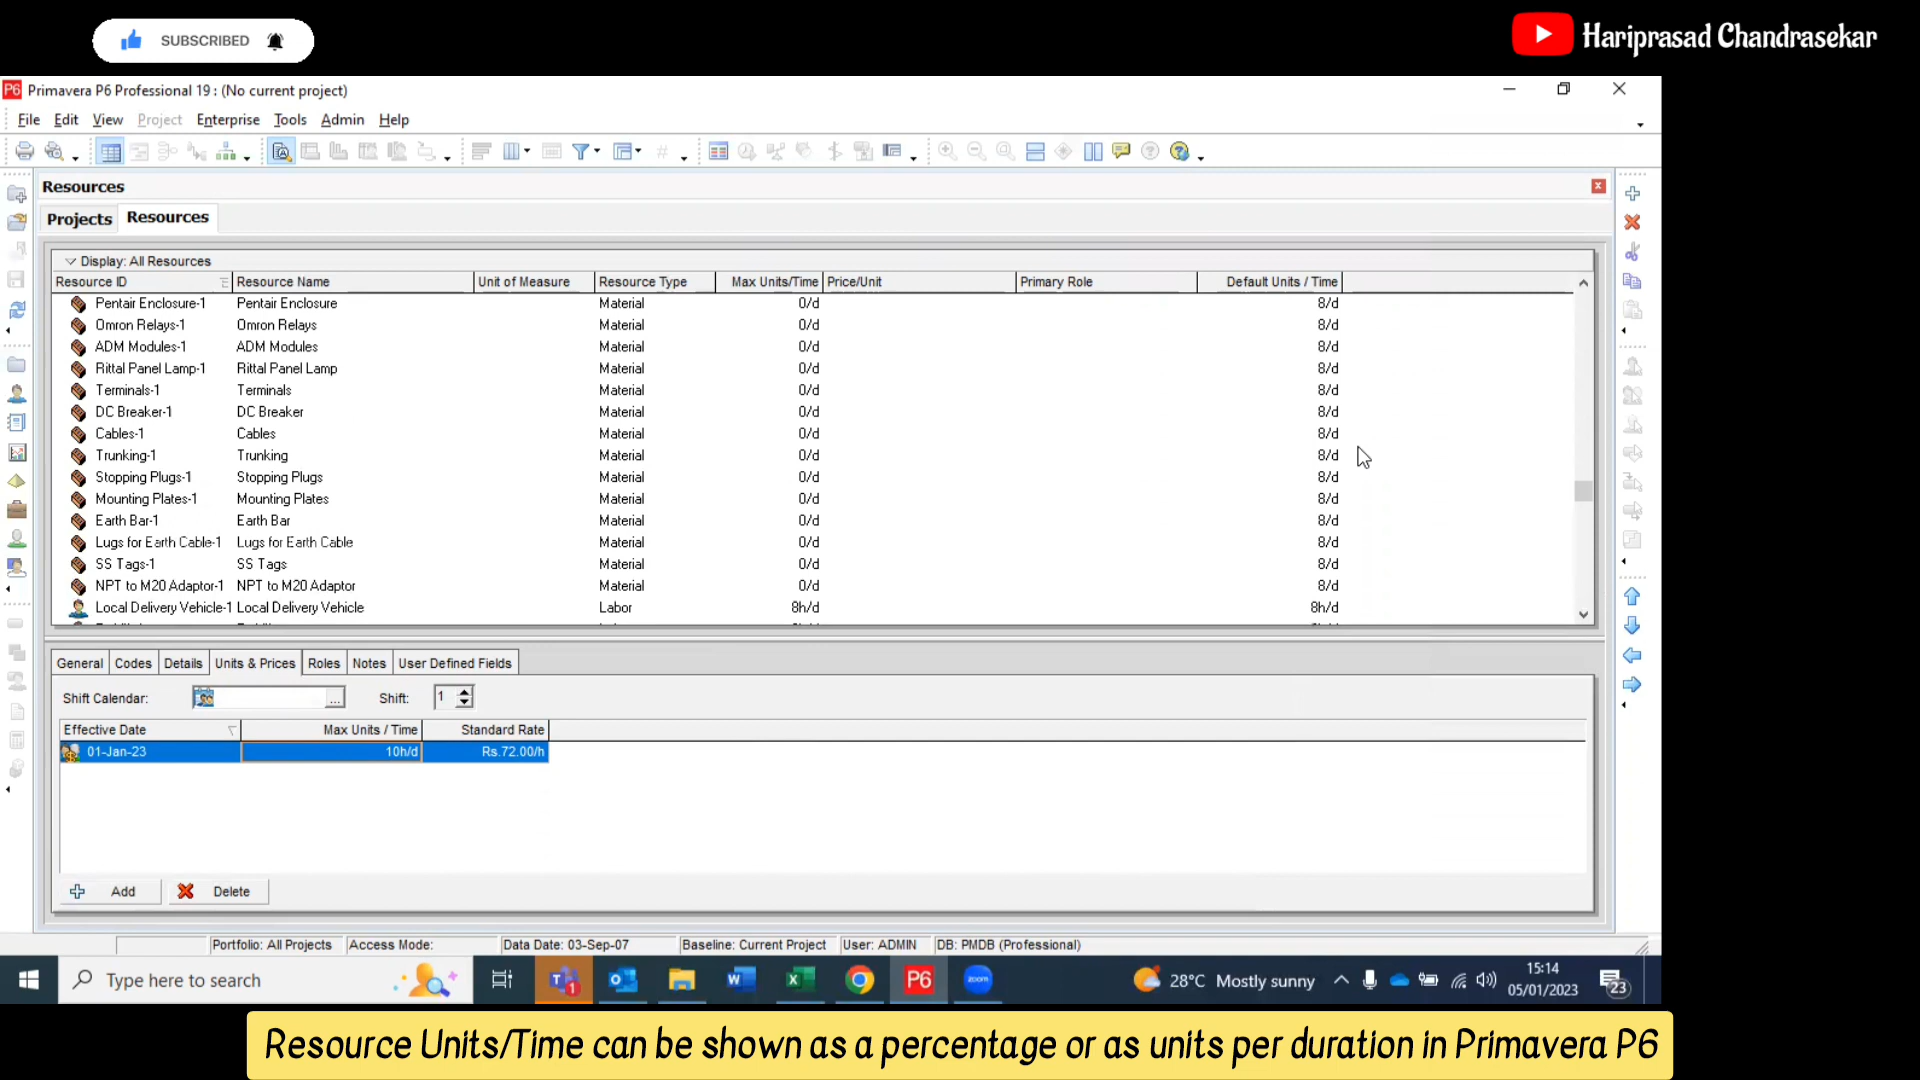 SUBSCRIBED
Hariprasad Chandrasekar
P6 Primavera P6 Professional 19 : (No current project)
File Edit View Project Enterprise Tools Admin Help
Resources
Projects Resources
Display: All Resources
Resource ID Resource Name Unit of Measure Resource Type Max Units/Time Price/Unit Primary Role Default Units / Time
Pentair Enclosure-1 Pentair Enclosure Material 0/d 8/d
Omron Relays-1 Omron Relays Material 0/d 8/d
ADM Modules-1 ADM Modules Material 0/d 8/d
Rittal Panel Lamp-1 Rittal Panel Lamp Material 0/d 8/d
Terminals-1 Terminals Material 0/d 8/d
DC Breaker-1 DC Breaker Material 0/d 8/d
Cables-1 Cables Material 0/d 8/d
Trunking-1 Trunking Material 0/d 8/d
Stopping Plugs-1 Stopping Plugs Material 0/d 8/d
Mounting Plates-1 Mounting Plates Material 0/d 8/d
Earth Bar-1 Earth Bar Material 0/d 8/d
Lugs for Earth Cable-1 Lugs for Earth Cable Material 0/d 8/d
SS Tags-1 SS Tags Material 0/d 8/d
NPT to M20 Adaptor-1 NPT to M20 Adaptor Material 0/d 8/d
Local Delivery Vehicle-1 Local Delivery Vehicle Labor 8h/d 8h/d
General Codes Details Units & Prices Roles Notes User Defined Fields
Shift Calendar: ... Shift: 1
Effective Date Max Units / Time Standard Rate
01-Jan-23 10h/d Rs.72.00/h
Add Delete
Portfolio: All Projects Access Mode: Data Date: 03-Sep-07 Baseline: Current Project User: ADMIN DB: PMDB (Professional)
Type here to search P6 zoom 28°C Mostly sunny 15:14
05/01/2023 23
Resource Units/Time can be shown as a percentage or as units per duration in Primavera P6